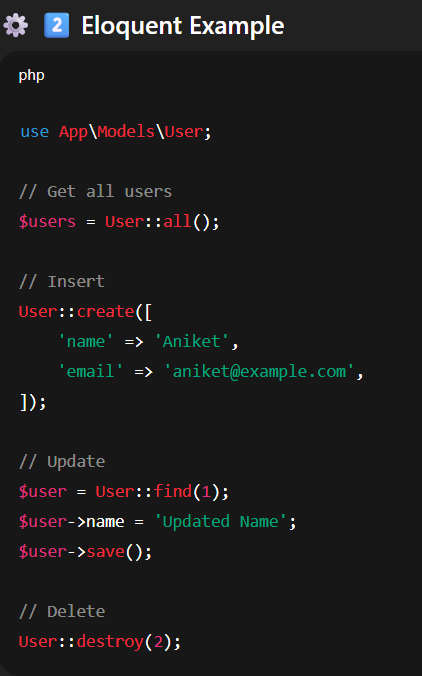 ⚙️ 2️⃣ Eloquent Example
php
use App\Models\User;
// Get all users
$users = User::all();
// Insert
User::create([
    'name' => 'Aniket',
    'email' => 'aniket@example.com',
]);
// Update
$user = User::find(1);
$user->name = 'Updated Name';
$user->save();
// Delete
User::destroy(2);